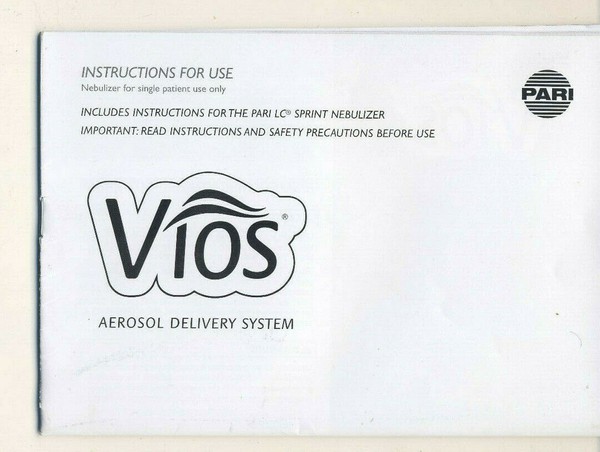 INSTRUCTIONS FOR USE
Nebulizer for single patient use only
PARI
INCLUDES INSTRUCTIONS FOR THE PARI LC® SPRINT NEBULIZER
IMPORTANT: READ INSTRUCTIONS AND SAFETY PRECAUTIONS BEFORE USE
Vios®
AEROSOL DELIVERY SYSTEM